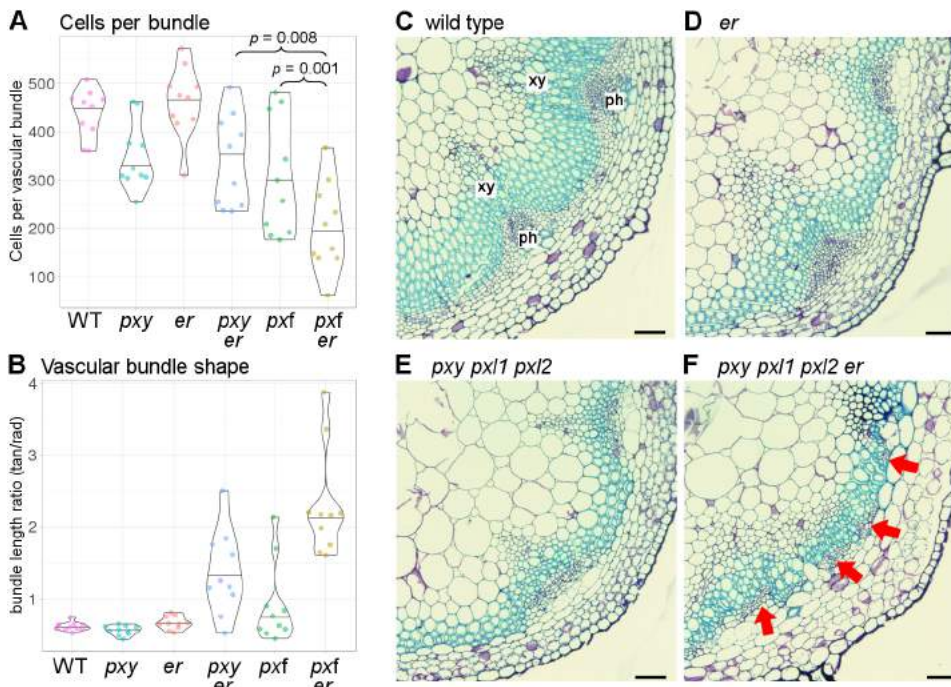 A Cells per bundle
p = 0.008
p = 0.001
Cells per vascular bundle
500
400
300
200
100
WT pxy er pxy er pxf pxf er
B Vascular bundle shape
bundle length ratio (tan/rad)
4
3
2
1
WT pxy er pxy er pxf pxf er
C wild type
xy
ph
xy
ph
D er
E pxy pxl1 pxl2
F pxy pxl1 pxl2 er